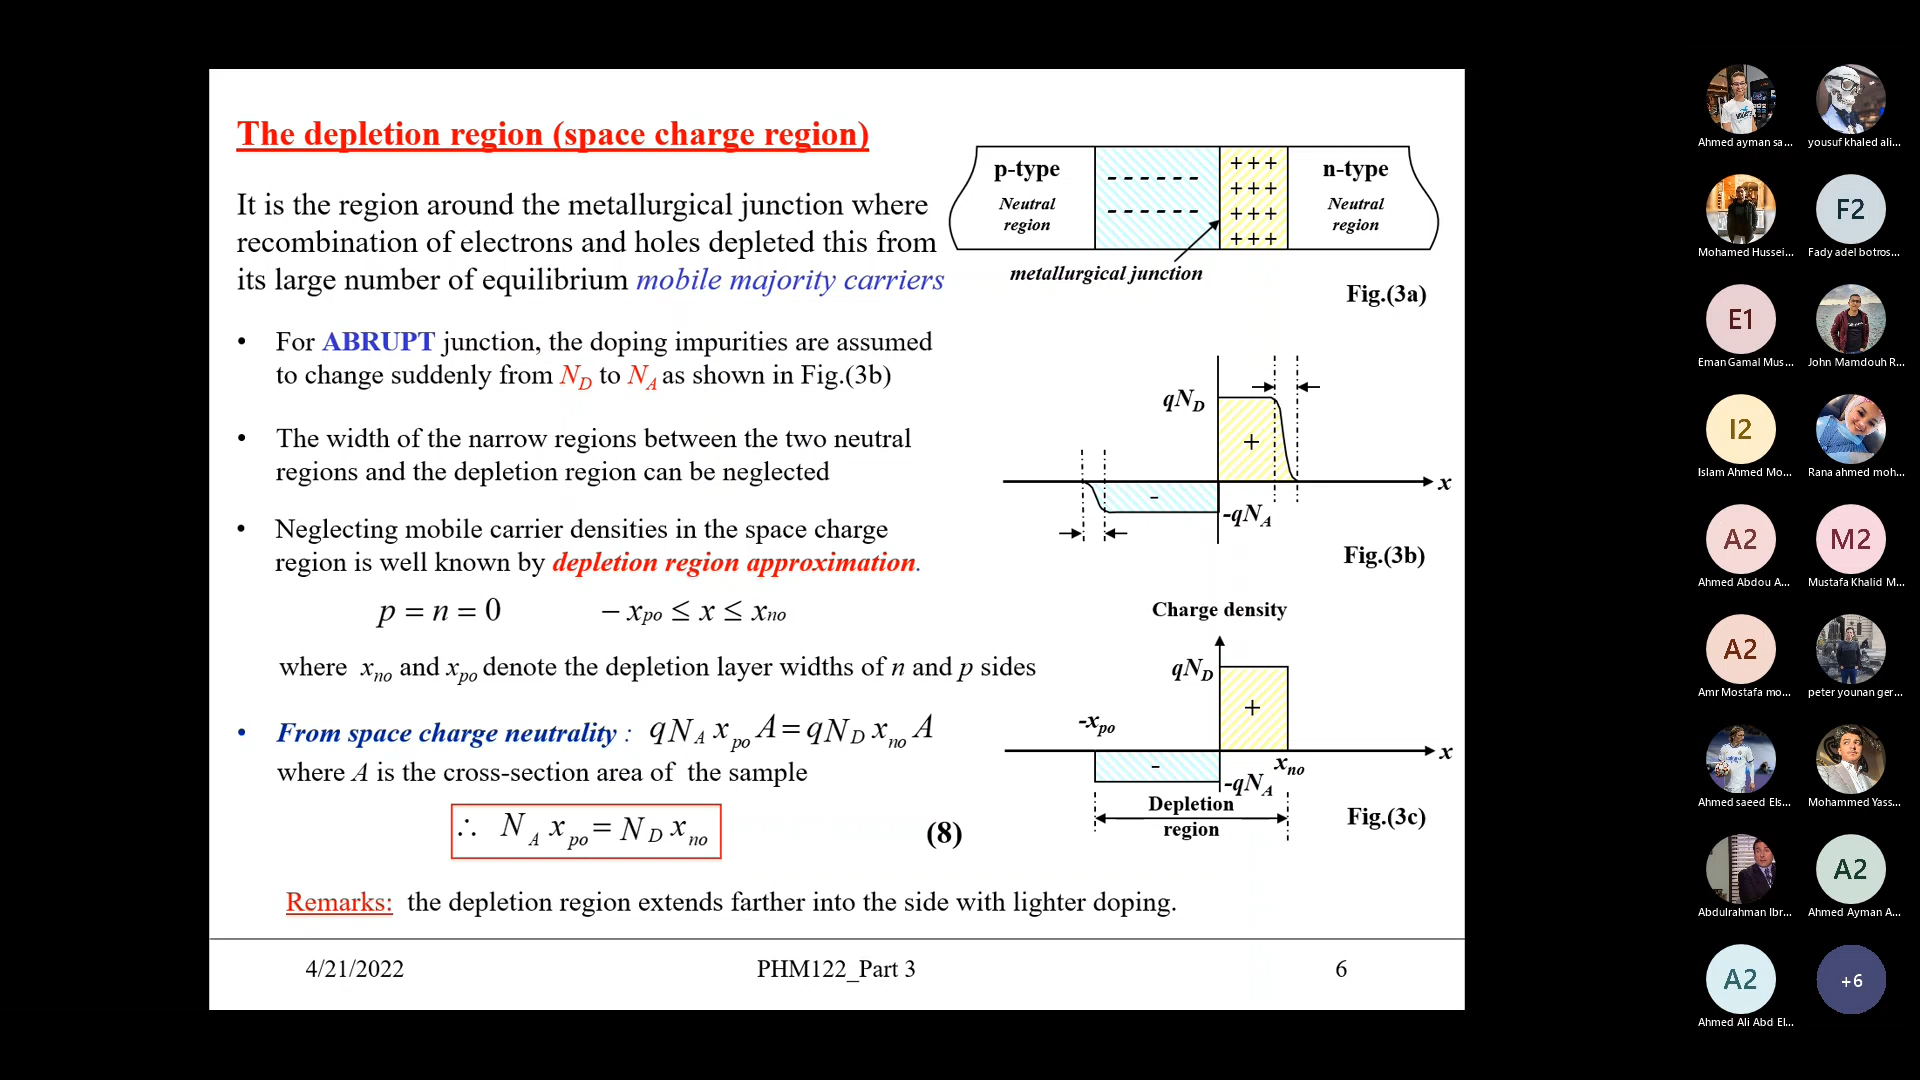 The depletion region (space charge region)
It is the region around the metallurgical junction where
recombination of electrons and holes depleted this from
its large number of equilibrium mobile majority carriers
• For ABRUPT junction, the doping impurities are assumed
to change suddenly from N_D to N_A as shown in Fig.(3b)
• The width of the narrow regions between the two neutral
regions and the depletion region can be neglected
• Neglecting mobile carrier densities in the space charge
region is well known by depletion region approximation.
p = n = 0 − x_po ≤ x ≤ x_no
where x_no and x_po denote the depletion layer widths of n and p sides
• From space charge neutrality : qN_A x_po A = qN_D x_no A
where A is the cross-section area of the sample
∴ N_A x_po = N_D x_no (8)
Remarks: the depletion region extends farther into the side with lighter doping.
4/21/2022 PHM122_Part 3 6
p-type
Neutral
region
- - - - - -
- - - - - -
+ + +
+ + +
+ + +
+ + +
n-type
Neutral
region
metallurgical junction
Fig.(3a)
qN_D
+
-
x
-qN_A
Fig.(3b)
Charge density
qN_D
+
-x_po
-
x
x_no
-qN_A
Depletion
region
Fig.(3c)
Ahmed ayman sa...
yousuf khaled ali...
F2
Mohamed Hussei...
Fady adel botros...
E1
Eman Gamal Mus...
John Mamdouh R...
I2
Islam Ahmed Mo...
Rana ahmed moh...
A2
M2
Ahmed Abdou A...
Mustafa Khalid M...
A2
Amr Mostafa mo...
peter younan ger...
Ahmed saeed Els...
Mohammed Yass...
A2
Abdulrahman Ibr...
Ahmed Ayman A...
A2
+6
Ahmed Ali Abd El...